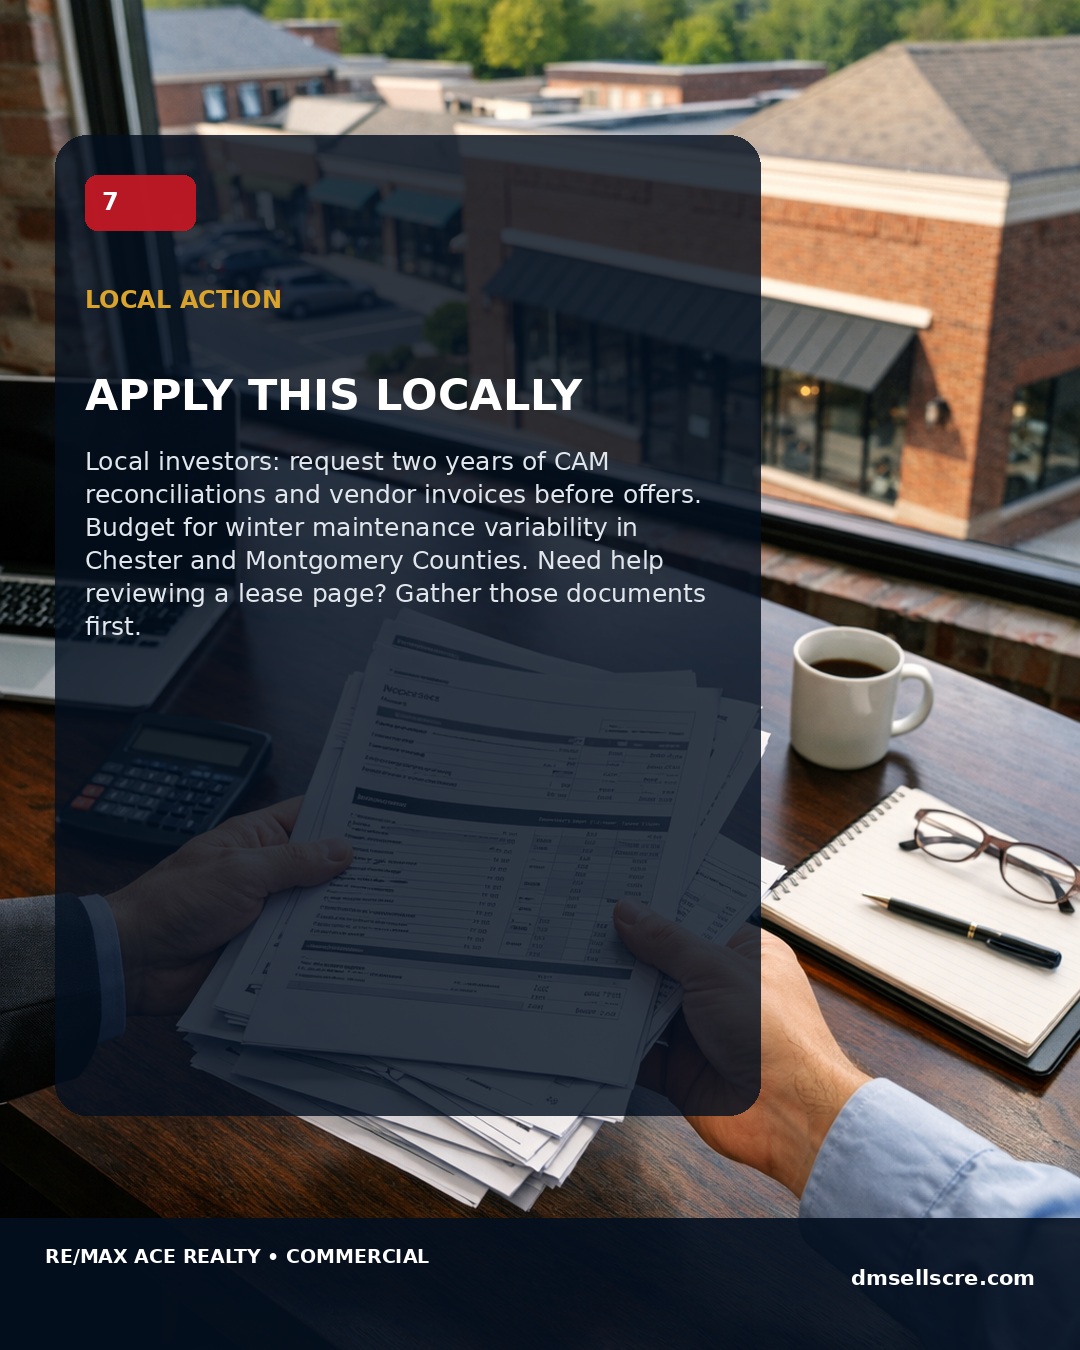 7
LOCAL ACTION
APPLY THIS LOCALLY
Local investors: request two years of CAM
reconciliations and vendor invoices before offers.
Budget for winter maintenance variability in
Chester and Montgomery Counties. Need help
reviewing a lease page? Gather those documents
first.
RE/MAX ACE REALTY • COMMERCIAL
dmsellscre.com